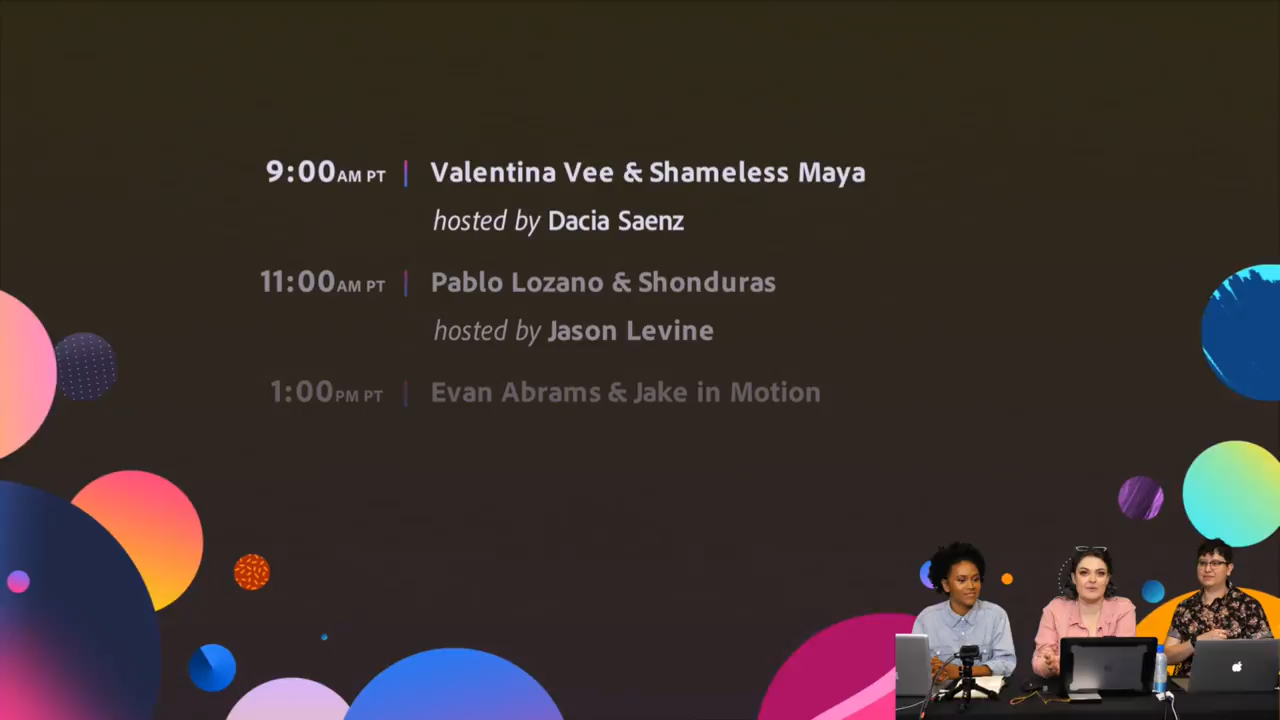 9:00AM PT | Valentina Vee & Shameless Maya
hosted by Dacia Saenz
11:00AM PT | Pablo Lozano & Shonduras
hosted by Jason Levine
1:00PM PT | Evan Abrams & Jake in Motion